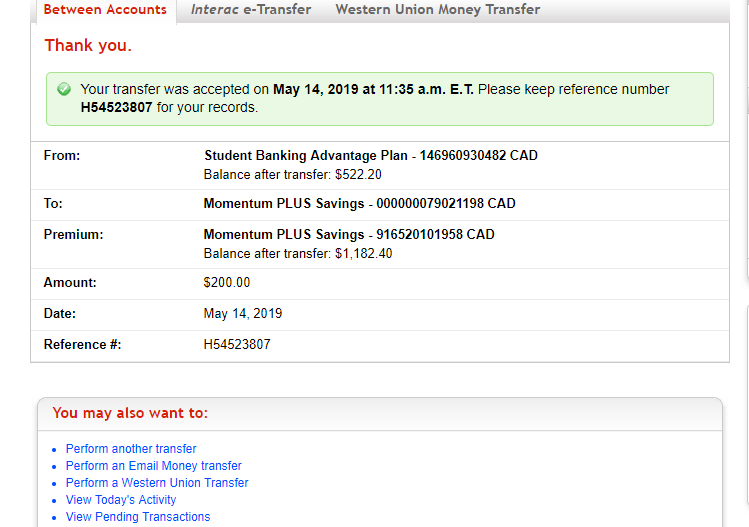 Between Accounts Interac e-Transfer Western Union Money Transfer
Thank you.
Your transfer was accepted on May 14, 2019 at 11:35 a.m. E.T. Please keep reference number
H54523807 for your records.
From: Student Banking Advantage Plan - 146960930482 CAD
Balance after transfer: $522.20
To: Momentum PLUS Savings - 000000079021198 CAD
Premium: Momentum PLUS Savings - 916520101958 CAD
Balance after transfer: $1,182.40
Amount: $200.00
Date: May 14, 2019
Reference #: H54523807
You may also want to:
Perform another transfer
Perform an Email Money transfer
Perform a Western Union Transfer
View Today's Activity
View Pending Transactions